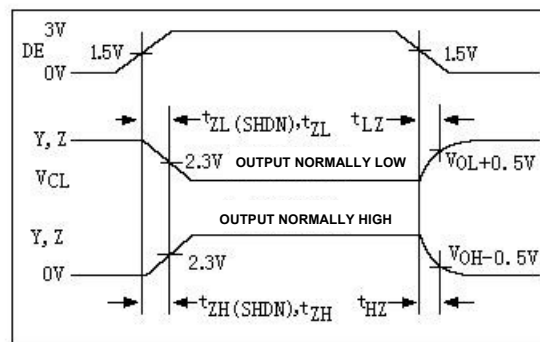 3V
DE
1.5V
1.5V
0V
tZL(SHDN),tZL
tLZ
Y, Z
2.3V
OUTPUT NORMALLY LOW
VOL+0.5V
VCL
OUTPUT NORMALLY HIGH
Y, Z
2.3V
VOH-0.5V
0V
tZH(SHDN),tZH
tHZ